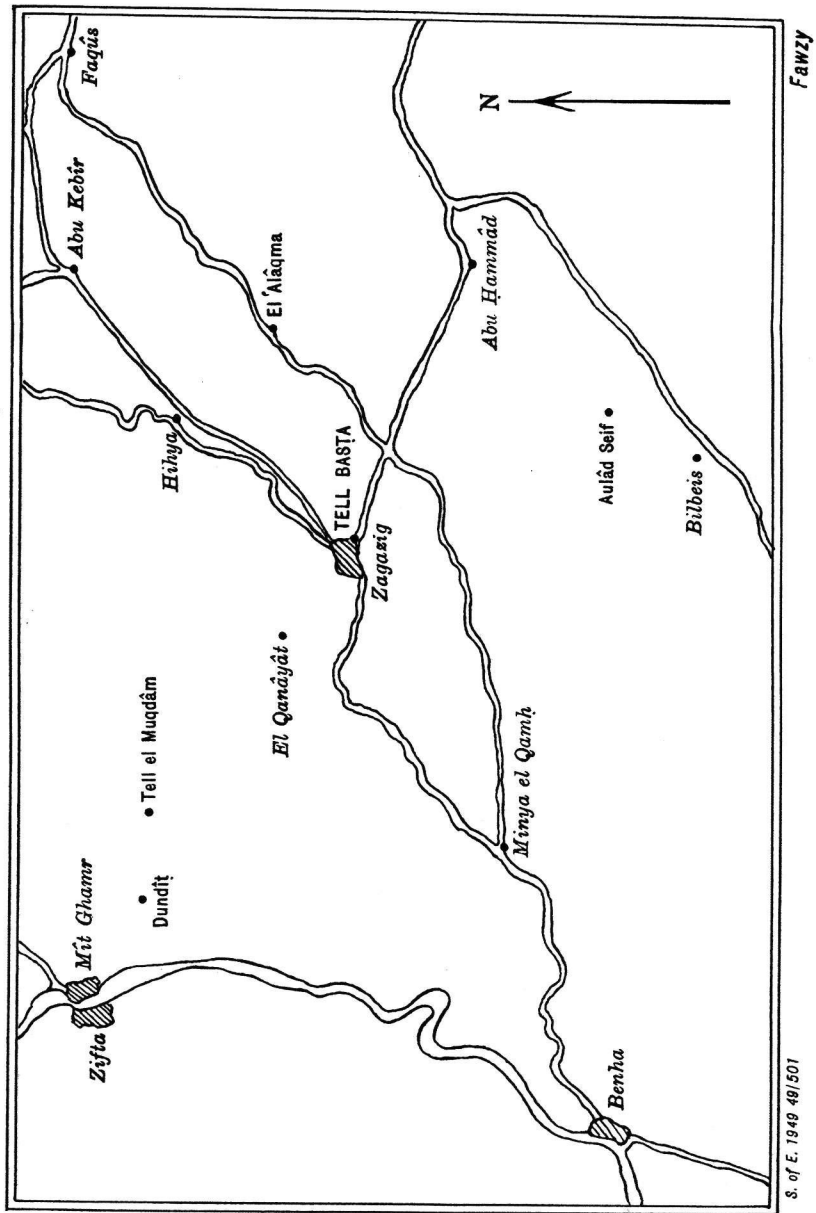 Faqûs
Abu Kebîr
Hihya
El 'Alâqma
N
Abu Ḥammâd
TELL BASṬA
Zagazig
Aulâd Seif
Bilbeis
El Qanâyât
Tell el Muqdâm
Dundîṭ
Mît Ghamr
Zifta
Minya el Qamḥ
Benha
S. of E. 1949 49/501
Fawzy